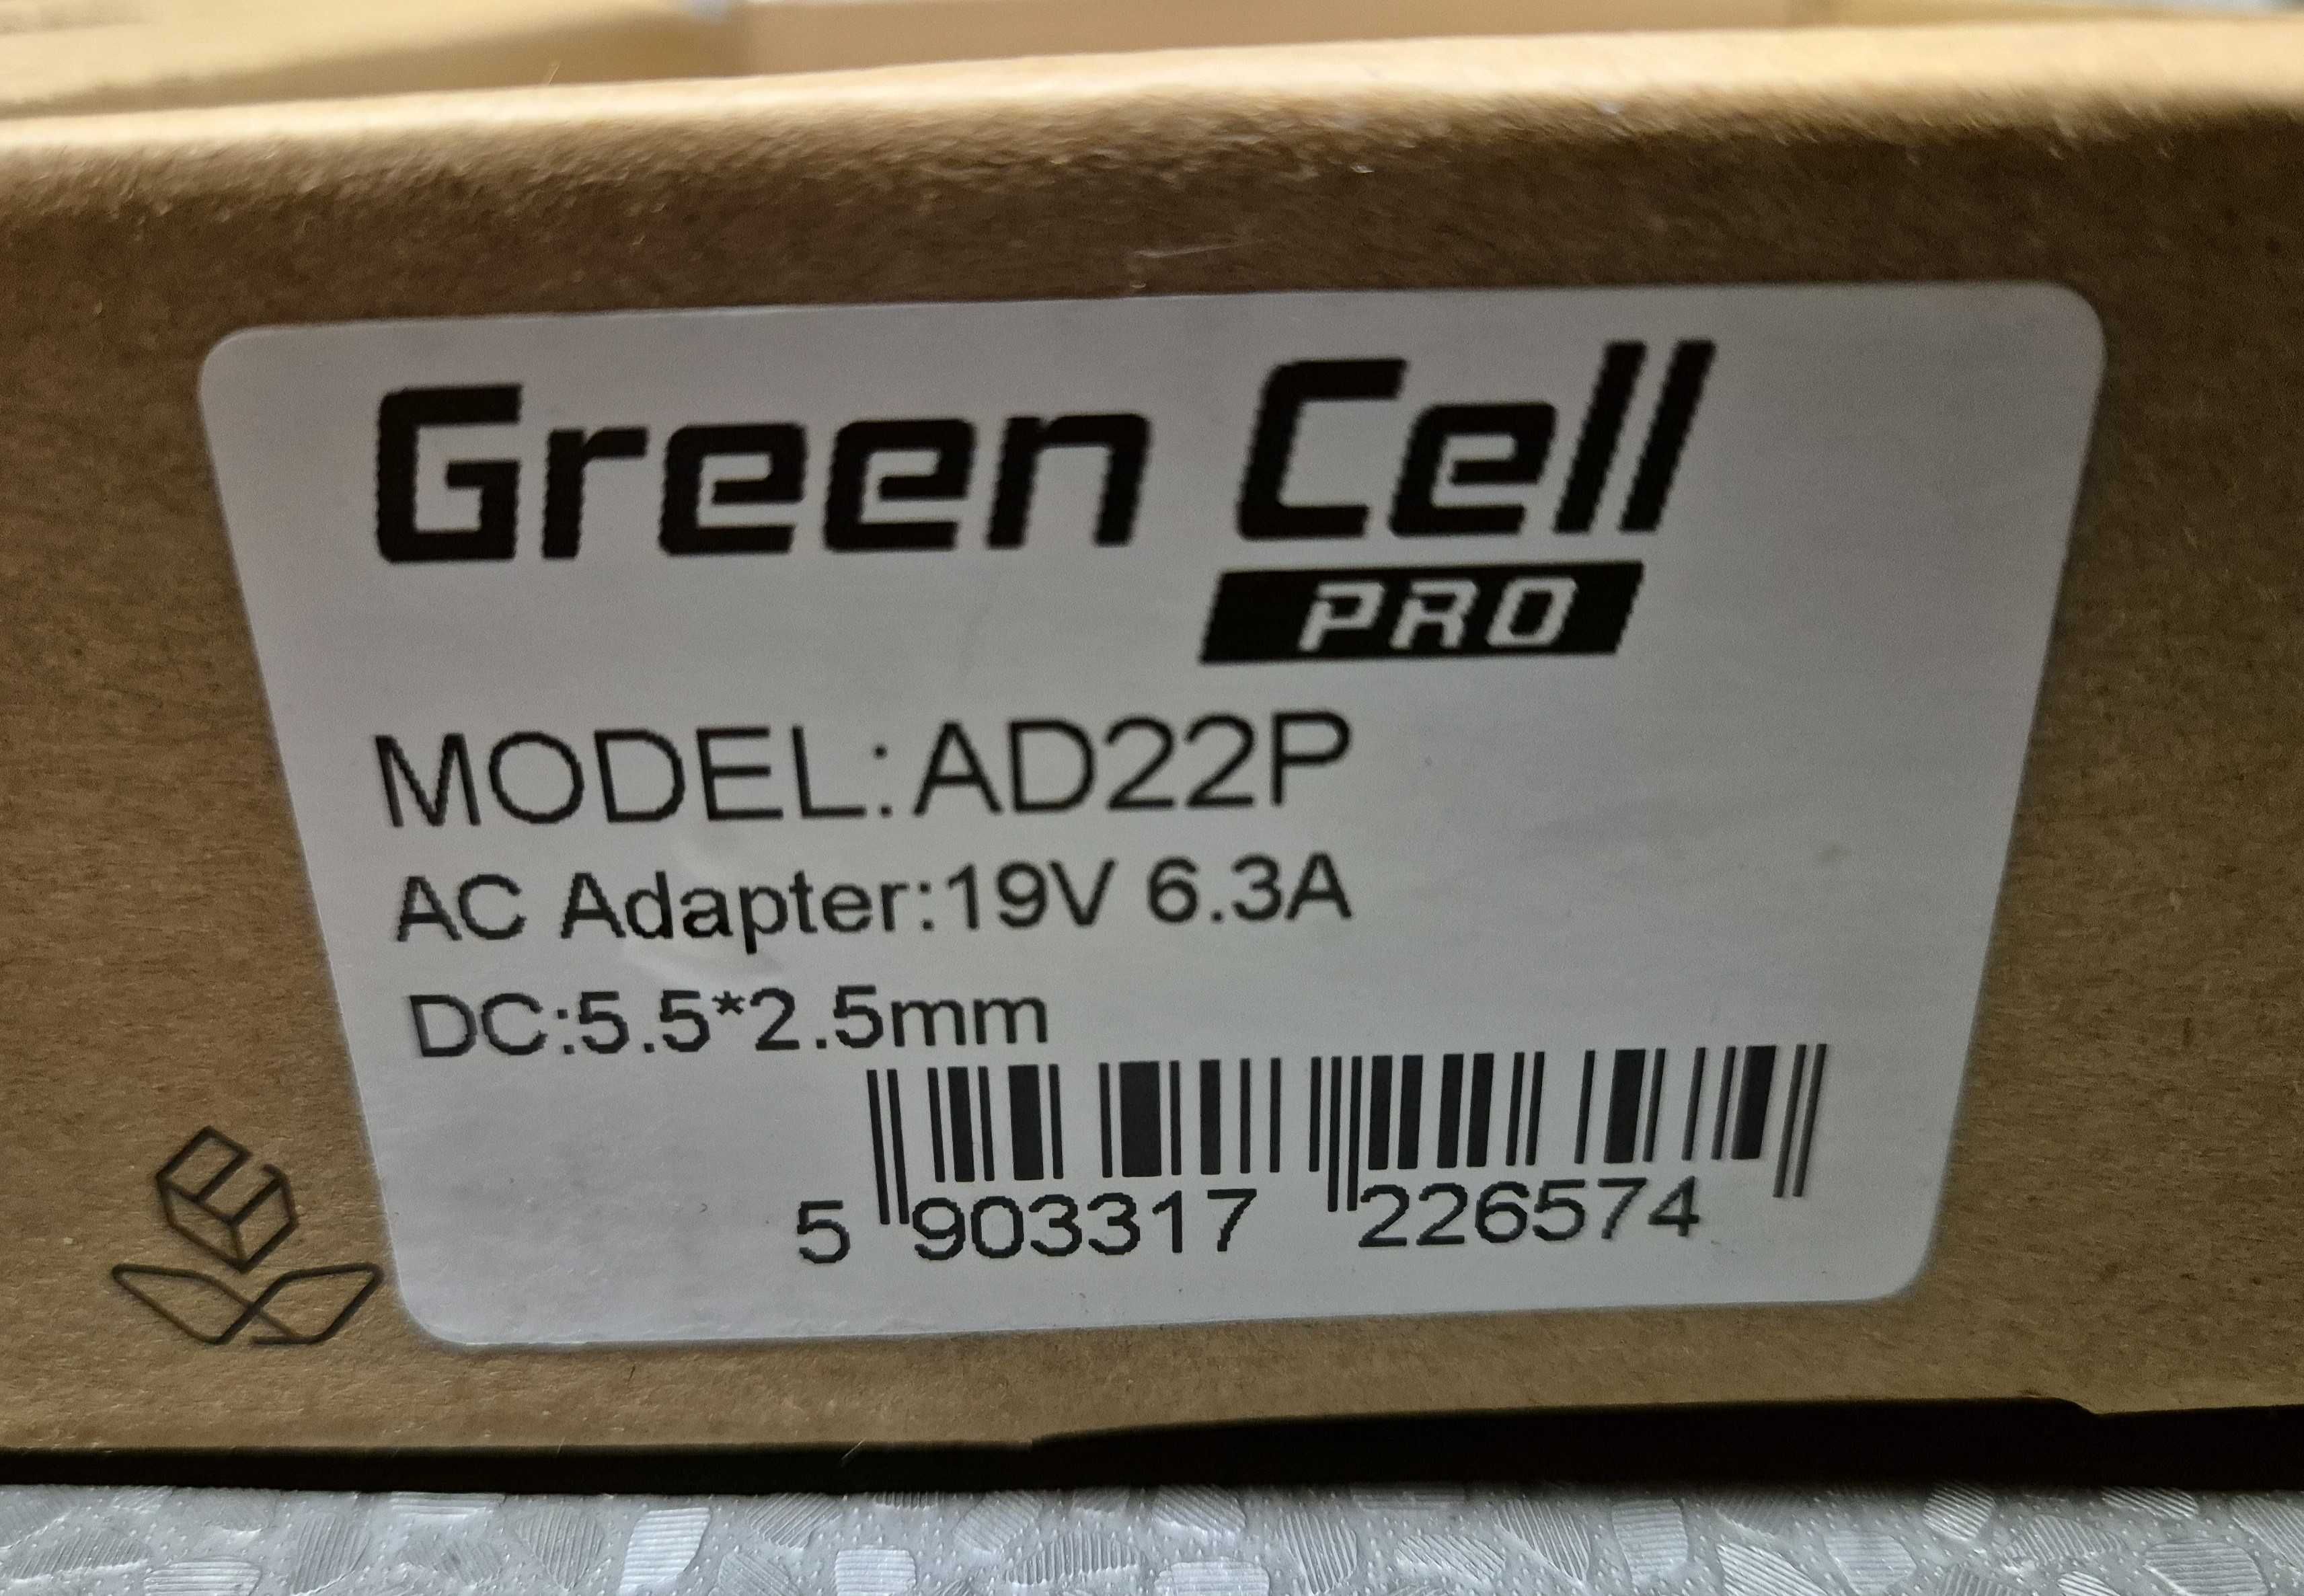 Green Cell
PRO
MODEL:AD22P
AC Adapter:19V 6.3A
DC:5.5*2.5mm
5 903317 226574